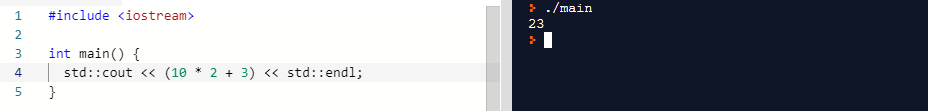 1 #include <iostream>
2
3 int main() {
4 std::cout << (10 * 2 + 3) << std::endl;
5 }
> ./main
23
>